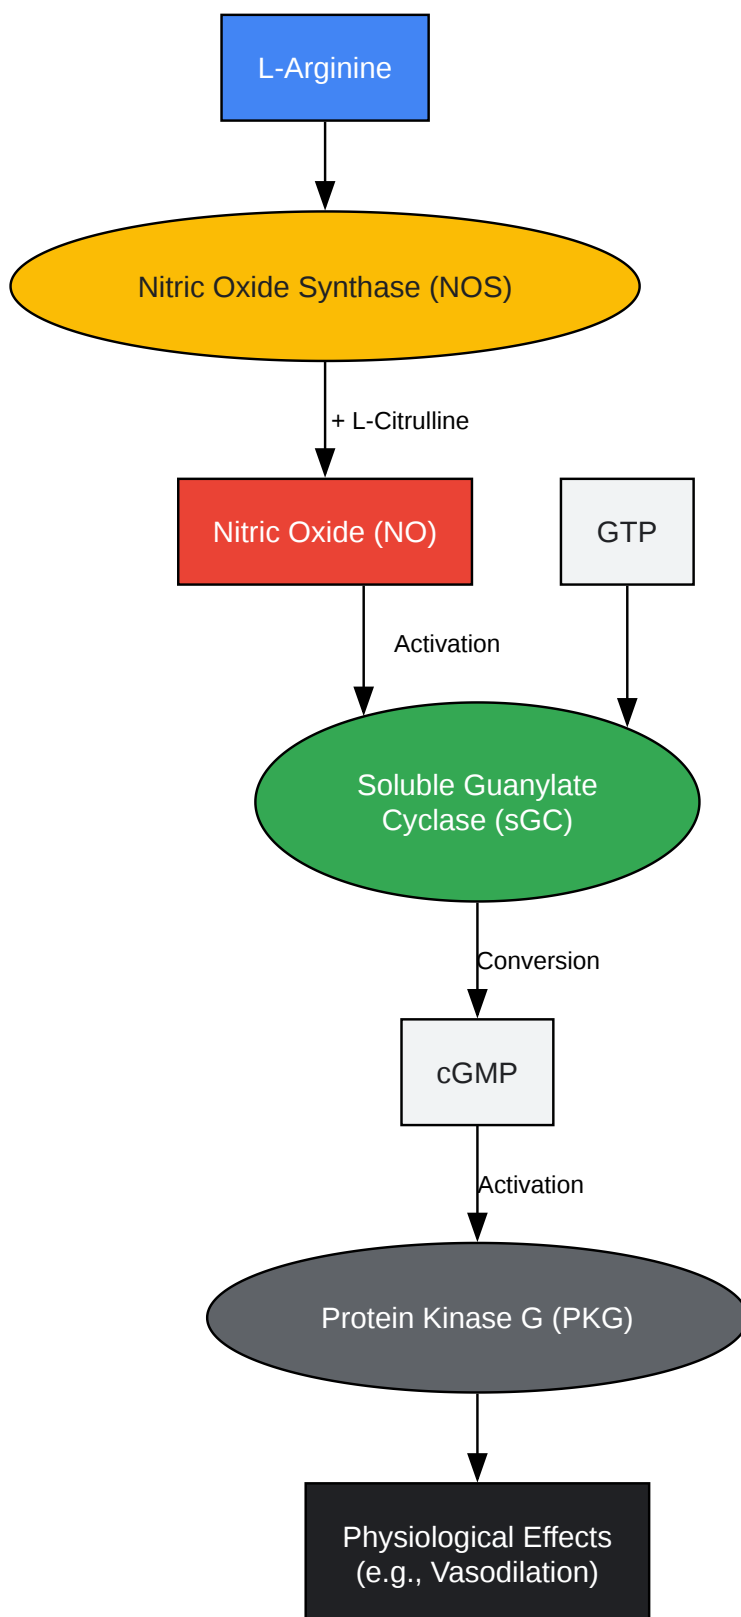 L-Arginine
Nitric Oxide Synthase (NOS)
+ L-Citrulline
Nitric Oxide (NO)
GTP
Activation
Soluble Guanylate
Cyclase (sGC)
Conversion
cGMP
Activation
Protein Kinase G (PKG)
Physiological Effects
(e.g., Vasodilation)